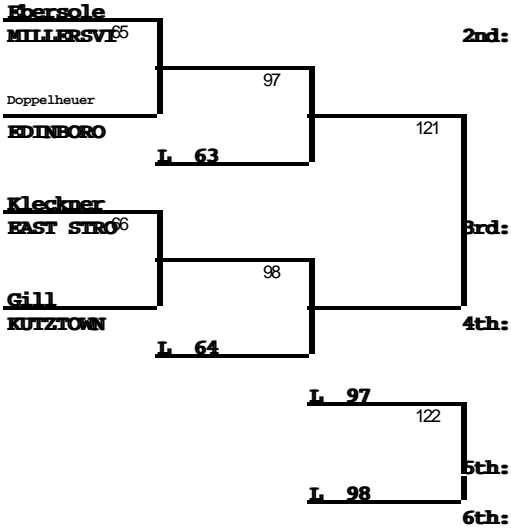 Ebersole
MILLERSVI 65
2nd:
97
Doppelheuer
EDINBORO
121
L 63
Kleckner
EAST STRO 66
3rd:
98
Gill
KUTZTOWN
4th:
L 64
L 97
122
5th:
L 98
6th: